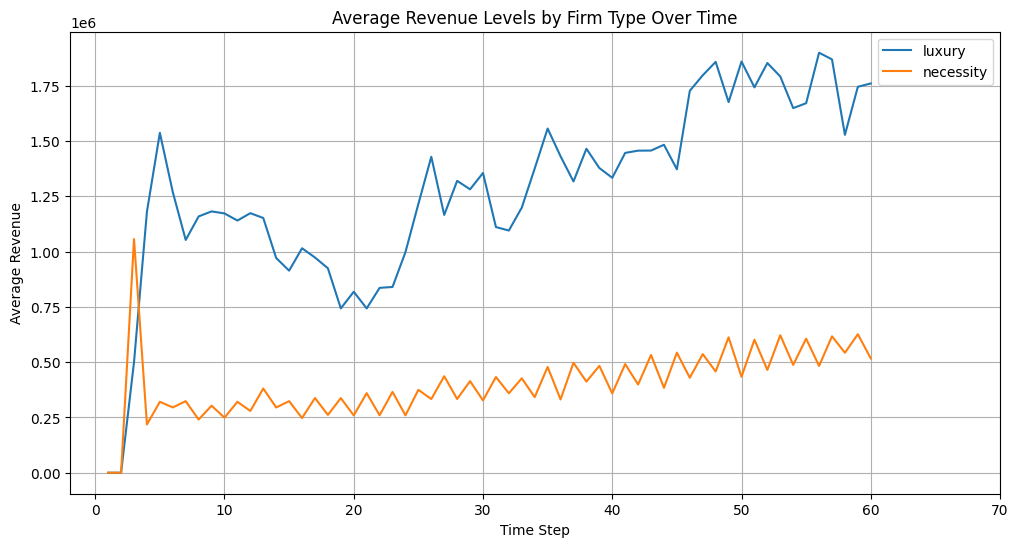 Average Revenue Levels by Firm Type Over Time
1e6
luxury
necessity
1.75
1.50
1.25
1.00
0.75
0.50
0.25
0.00
Average Revenue
0 10 20 30 40 50 60 70
Time Step